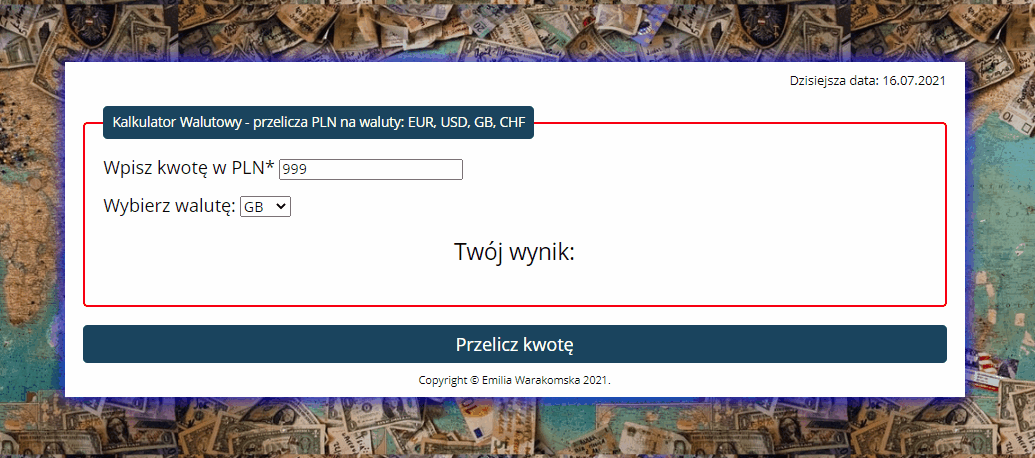 Dzisiejsza data: 16.07.2021
Kalkulator Walutowy - przelicza PLN na waluty: EUR, USD, GB, CHF
Wpisz kwotę w PLN* 999
Wybierz walutę: GB
Twój wynik:
Przelicz kwotę
Copyright © Emilia Warakomska 2021.